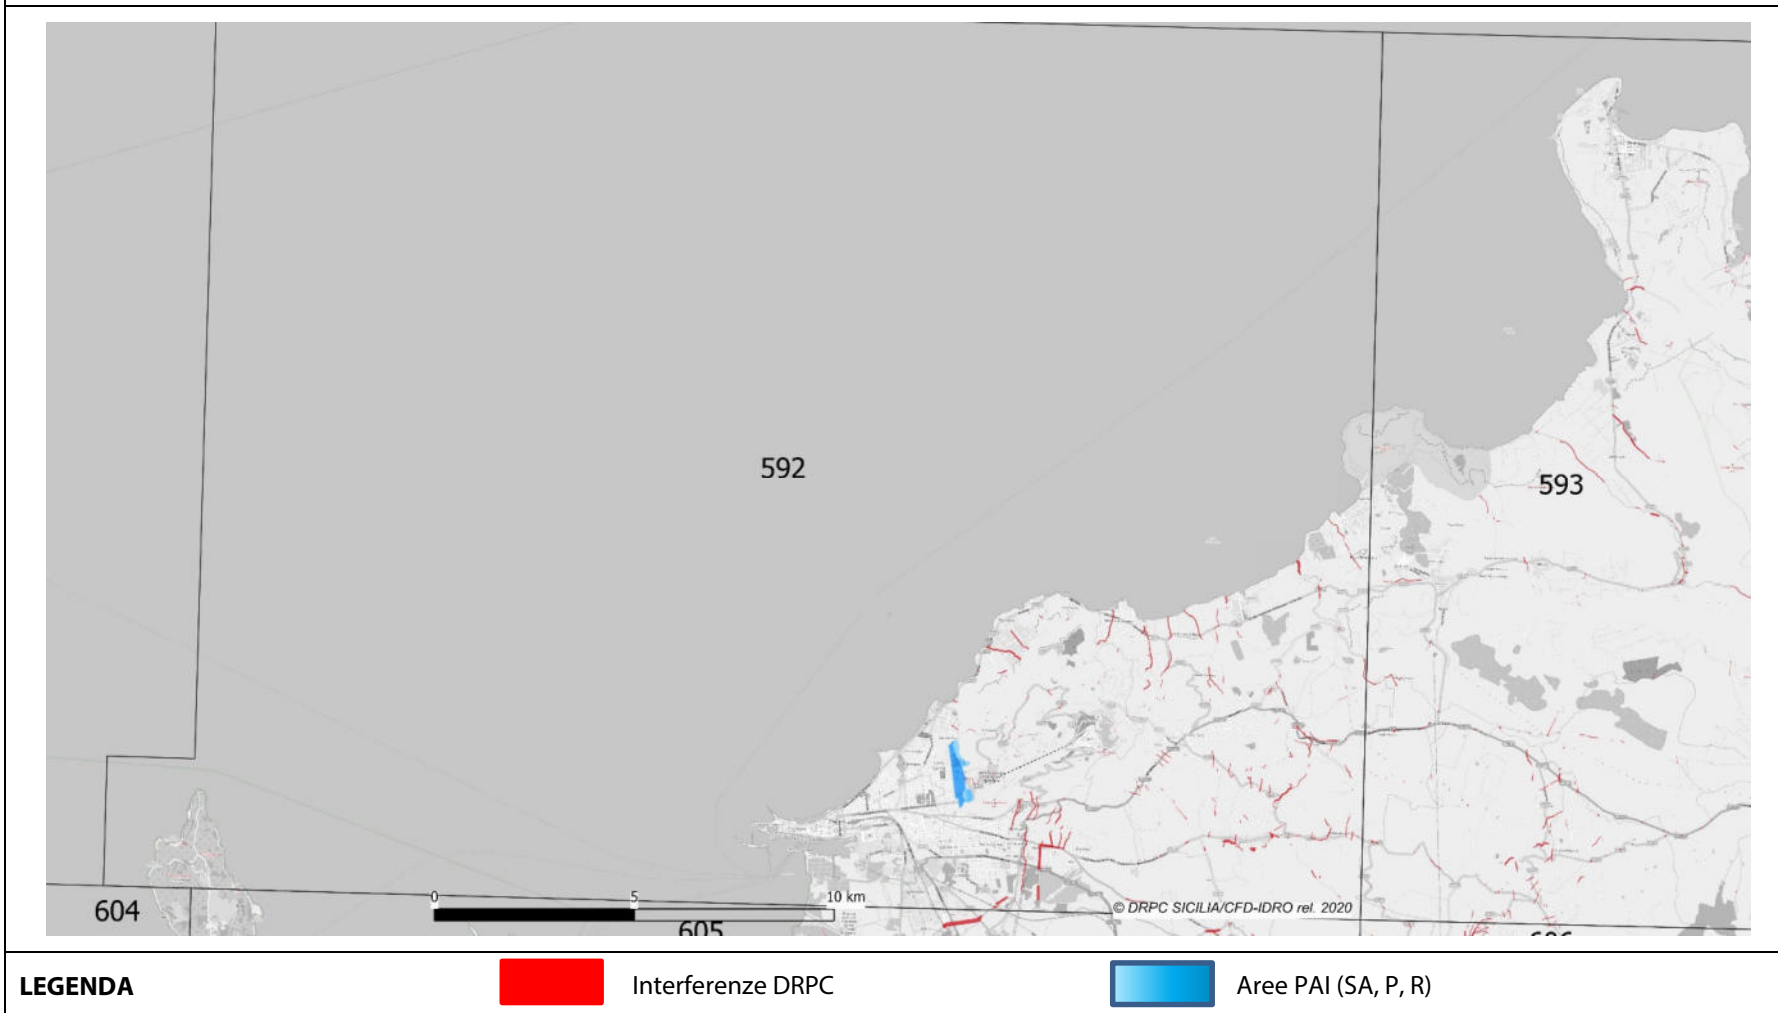 592
593
604
0 5 10 km
605
© DRPC SICILIA/CFD-IDRO rel. 2020
606
LEGENDA
Interferenze DRPC
Aree PAI (SA, P, R)